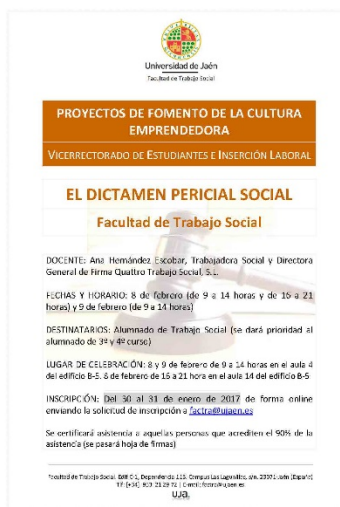 Universidad de Jaén
Facultad de Trabajo Social
PROYECTOS DE FOMENTO DE LA CULTURA
EMPRENDEDORA
VICERRECTORADO DE ESTUDIANTES E INSERCIÓN LABORAL
EL DICTAMEN PERICIAL SOCIAL
Facultad de Trabajo Social
DOCENTE: Ana Hernández Escobar, Trabajadora Social y Directora
General de Firma Quattro Trabajo Social, S.L.
FECHAS Y HORARIO: 8 de febrero (de 9 a 14 horas y de 16 a 21
horas) y 9 de febrero (de 9 a 14 horas)
DESTINATARIOS: Alumnado de Trabajo Social (se dará prioridad al
alumnado de 3º y 4º curso)
LUGAR DE CELEBRACIÓN: 8 y 9 de febrero de 9 a 14 horas en el aula 4
del edificio B-5. 8 de febrero de 16 a 21 hora en el aula 14 del edificio B-5
INSCRIPCIÓN: Del 30 al 31 de enero de 2017 de forma online
enviando la solicitud de inscripción a factra@ujaen.es
Se certificará asistencia a aquellas personas que acrediten el 90% de la
asistencia (se pasará hoja de firmas)
Facultad de Trabajo Social. Edif C-1, Dependencia 115. Campus Las Lagunillas, s/n. 23071-Jaén (España)
E-mail: factra@ujaen.es
UJA.